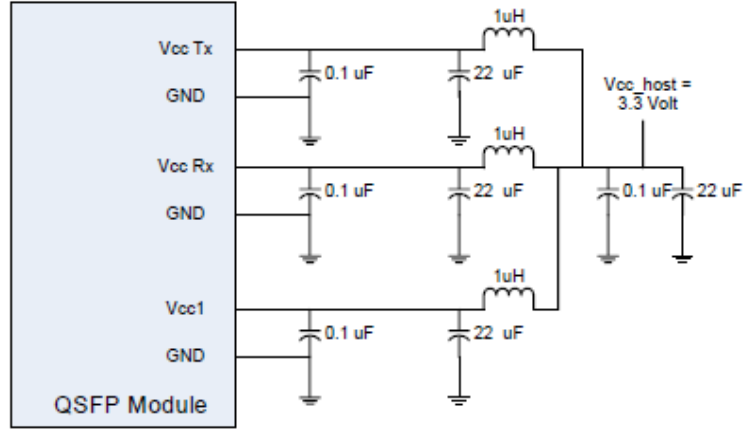 1uH
Vcc Tx
0.1 uF
22 uF
GND
Vcc_host =
3.3 Volt
1uH
Vcc Rx
0.1 uF
22 uF
0.1 uF
22 uF
GND
1uH
Vcc1
0.1 uF
22 uF
GND
QSFP Module